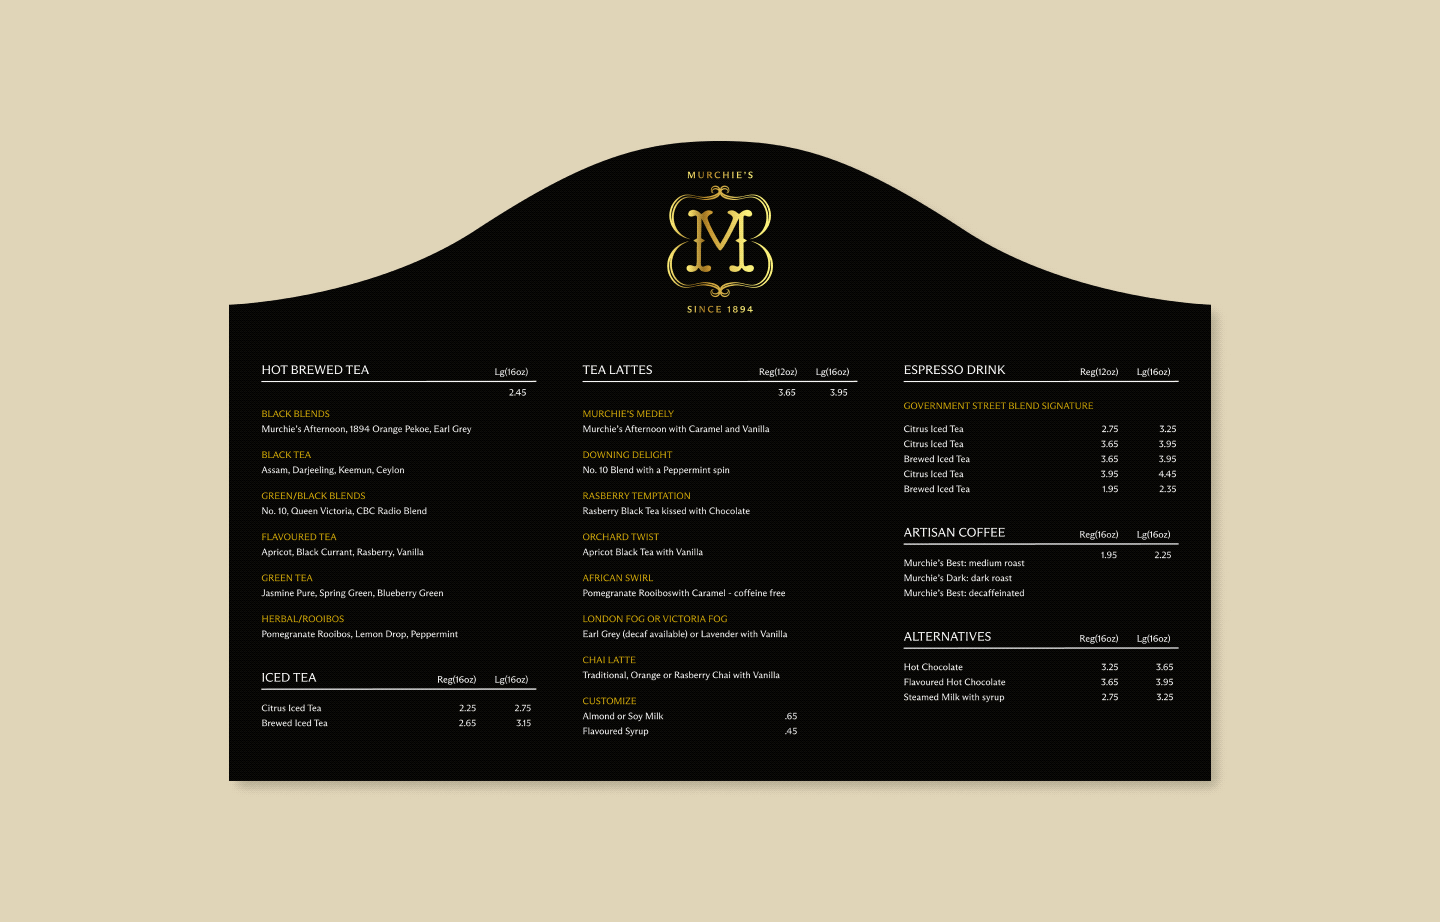 MURCHIE'S
M
SINCE 1894
HOT BREWED TEA Lg(16oz)
2.45
BLACK BLENDS
Murchie's Afternoon, 1894 Orange Pekoe, Earl Grey
BLACK TEA
Assam, Darjeeling, Keemun, Ceylon
GREEN/BLACK BLENDS
No. 10, Queen Victoria, CBC Radio Blend
FLAVOURED TEA
Apricot, Black Currant, Rasberry, Vanilla
GREEN TEA
Jasmine Pure, Spring Green, Blueberry Green
HERBAL/ROOIBOS
Pomegranate Rooibos, Lemon Drop, Peppermint
ICED TEA Reg(16oz) Lg(16oz)
Citrus Iced Tea 2.25 2.75
Brewed Iced Tea 2.65 3.15
TEA LATTES Reg(12oz) Lg(16oz)
3.65 3.95
MURCHIE'S MEDELY
Murchie's Afternoon with Caramel and Vanilla
DOWNING DELIGHT
No. 10 Blend with a Peppermint spin
RASBERRY TEMPTATION
Rasberry Black Tea kissed with Chocolate
ORCHARD TWIST
Apricot Black Tea with Vanilla
AFRICAN SWIRL
Pomegranate Rooiboswith Caramel - coffeine free
LONDON FOG OR VICTORIA FOG
Earl Grey (decaf available) or Lavender with Vanilla
CHAI LATTE
Traditional, Orange or Rasberry Chai with Vanilla
CUSTOMIZE
Almond or Soy Milk .65
Flavoured Syrup .45
ESPRESSO DRINK Reg(12oz) Lg(16oz)
GOVERNMENT STREET BLEND SIGNATURE
Citrus Iced Tea 2.75 3.25
Citrus Iced Tea 3.65 3.95
Brewed Iced Tea 3.65 3.95
Citrus Iced Tea 3.95 4.45
Brewed Iced Tea 1.95 2.35
ARTISAN COFFEE Reg(16oz) Lg(16oz)
1.95 2.25
Murchie's Best: medium roast
Murchie's Dark: dark roast
Murchie's Best: decaffeinated
ALTERNATIVES Reg(16oz) Lg(16oz)
Hot Chocolate 3.25 3.65
Flavoured Hot Chocolate 3.65 3.95
Steamed Milk with syrup 2.75 3.25